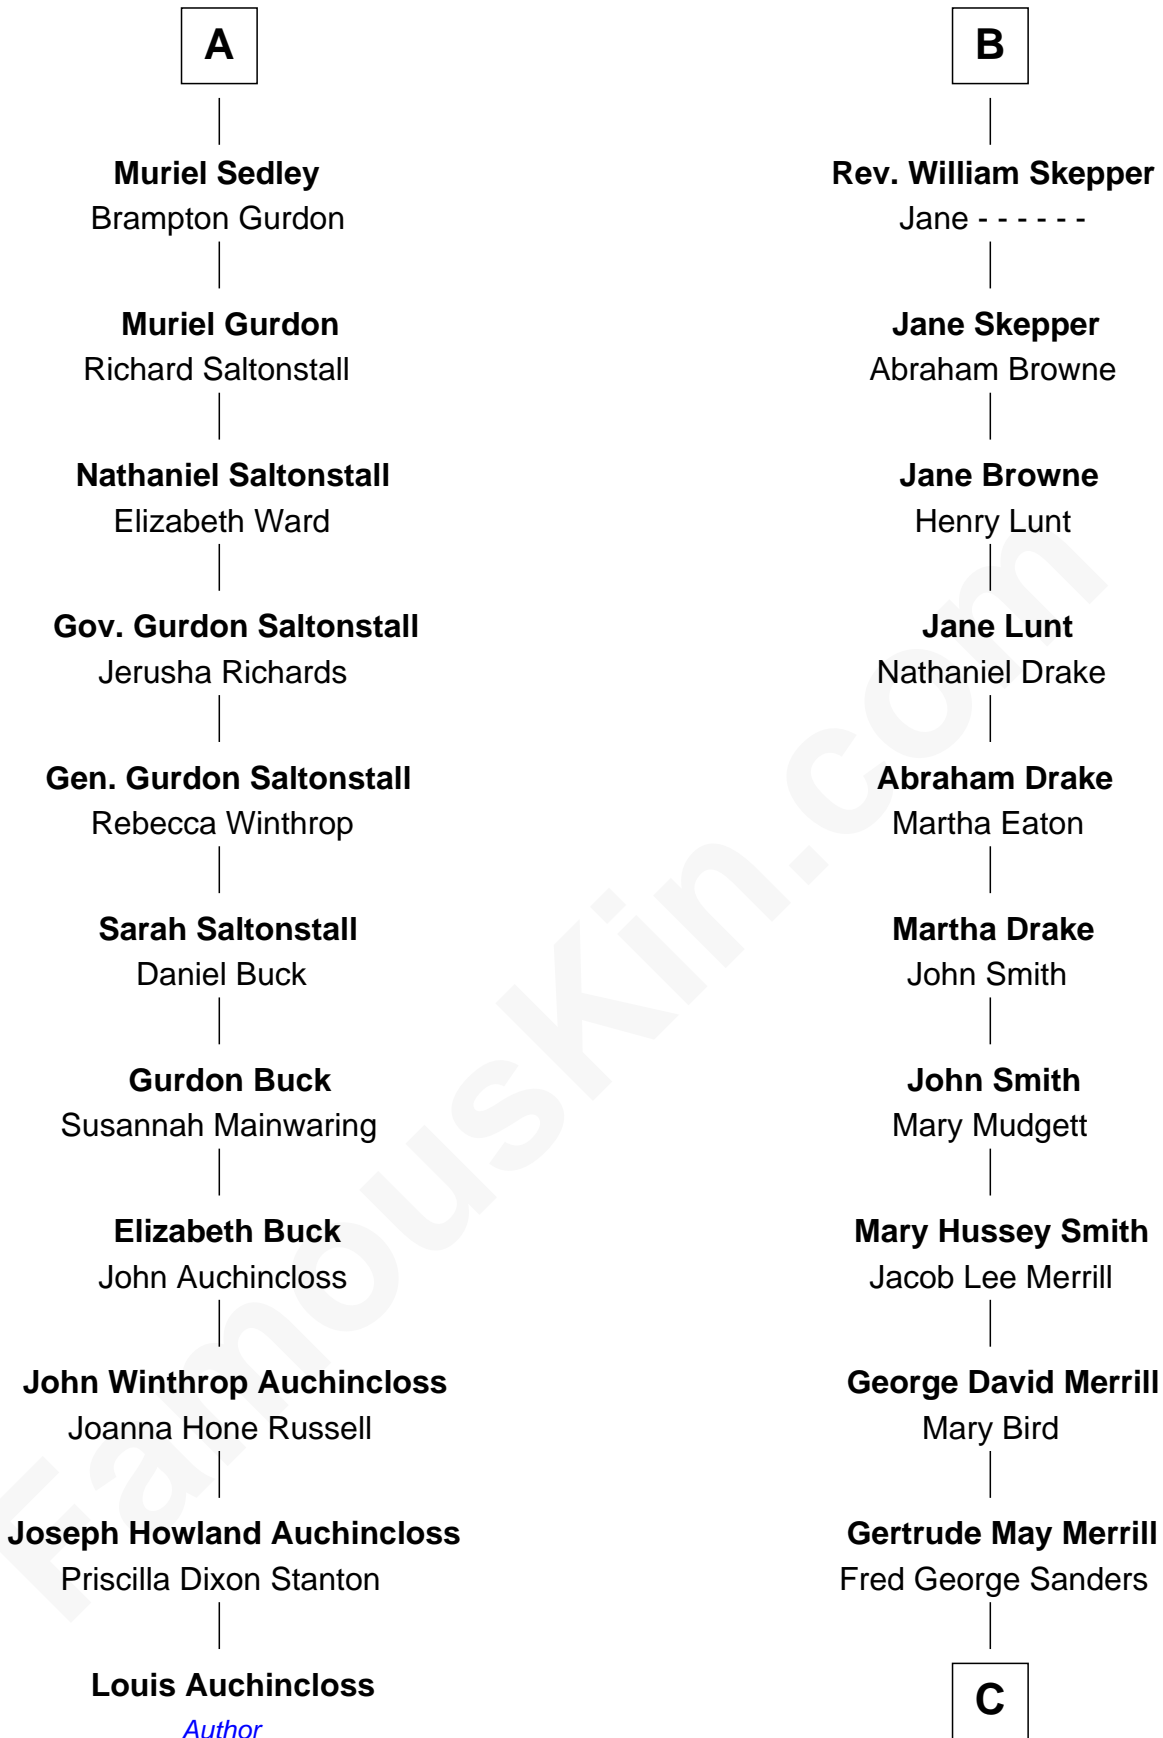 A
Muriel Sedley
Brampton Gurdon
Muriel Gurdon
Richard Saltonstall
Nathaniel Saltonstall
Elizabeth Ward
Gov. Gurdon Saltonstall
Jerusha Richards
Gen. Gurdon Saltonstall
Rebecca Winthrop
Sarah Saltonstall
Daniel Buck
Gurdon Buck
Susannah Mainwaring
Elizabeth Buck
John Auchincloss
John Winthrop Auchincloss
Joanna Hone Russell
Joseph Howland Auchincloss
Priscilla Dixon Stanton
Louis Auchincloss
Author
B
Rev. William Skepper
Jane - - - - - -
Jane Skepper
Abraham Browne
Jane Browne
Henry Lunt
Jane Lunt
Nathaniel Drake
Abraham Drake
Martha Eaton
Martha Drake
John Smith
John Smith
Mary Mudgett
Mary Hussey Smith
Jacob Lee Merrill
George David Merrill
Mary Bird
Gertrude May Merrill
Fred George Sanders
C
FamousKin.com